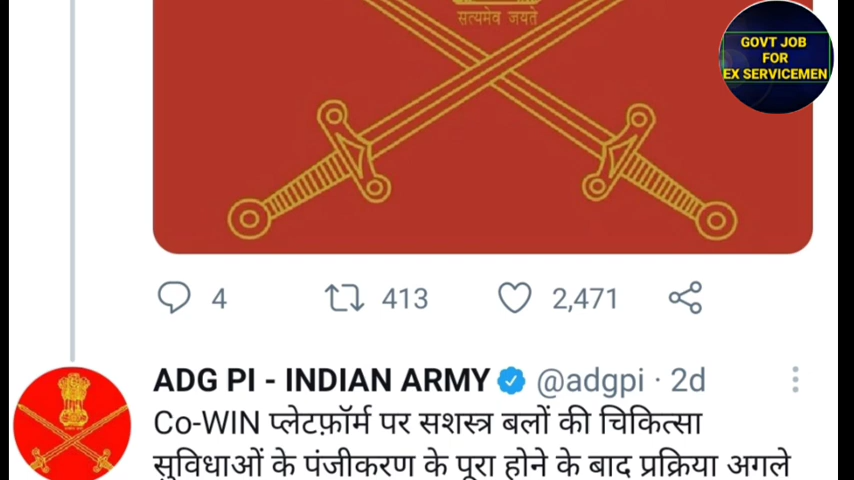 सत्यमेव जयते
GOVT JOB
FOR
EX SERVICEMEN
4
413
2,471
ADG PI - INDIAN ARMY @adgpi · 2d
Co-WIN प्लेटफ़ॉर्म पर सशस्त्र बलों की चिकित्सा
सुविधाओं के पंजीकरण के पूरा होने के बाद प्रक्रिया अगले